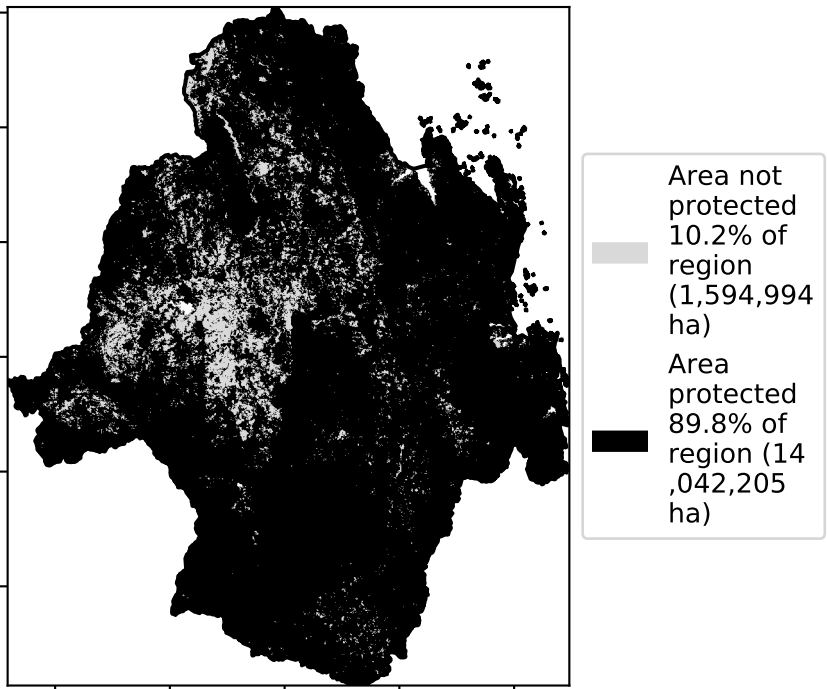 Area not
protected
10.2% of
region
(1,594,994
ha)
Area
protected
89.8% of
region (14
,042,205
ha)